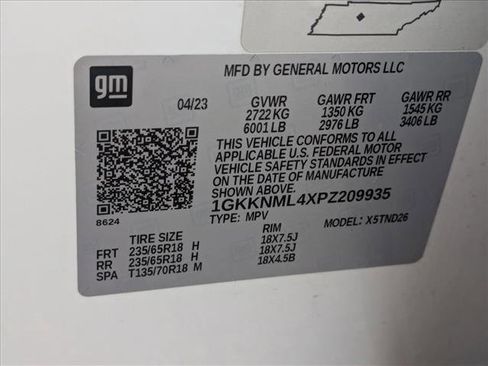 gm
MFD BY GENERAL MOTORS LLC
04/23 GVWR GAWR FRT GAWR RR
2722 KG 1350 KG 1545 KG
6001 LB 2976 LB 3406 LB
THIS VEHICLE CONFORMS TO ALL
APPLICABLE U.S. FEDERAL MOTOR
VEHICLE SAFETY STANDARDS IN EFFECT
ON THE DATE OF MANUFACTURE
SHOWN ABOVE.
1GKKNML4XPZ209935
TYPE: MPV MODEL: X5TND26
8624
TIRE SIZE RIM
FRT 235/65R18 H 18X7.5J
RR 235/65R18 H 18X7.5J
SPA T135/70R18 M 18X4.5B